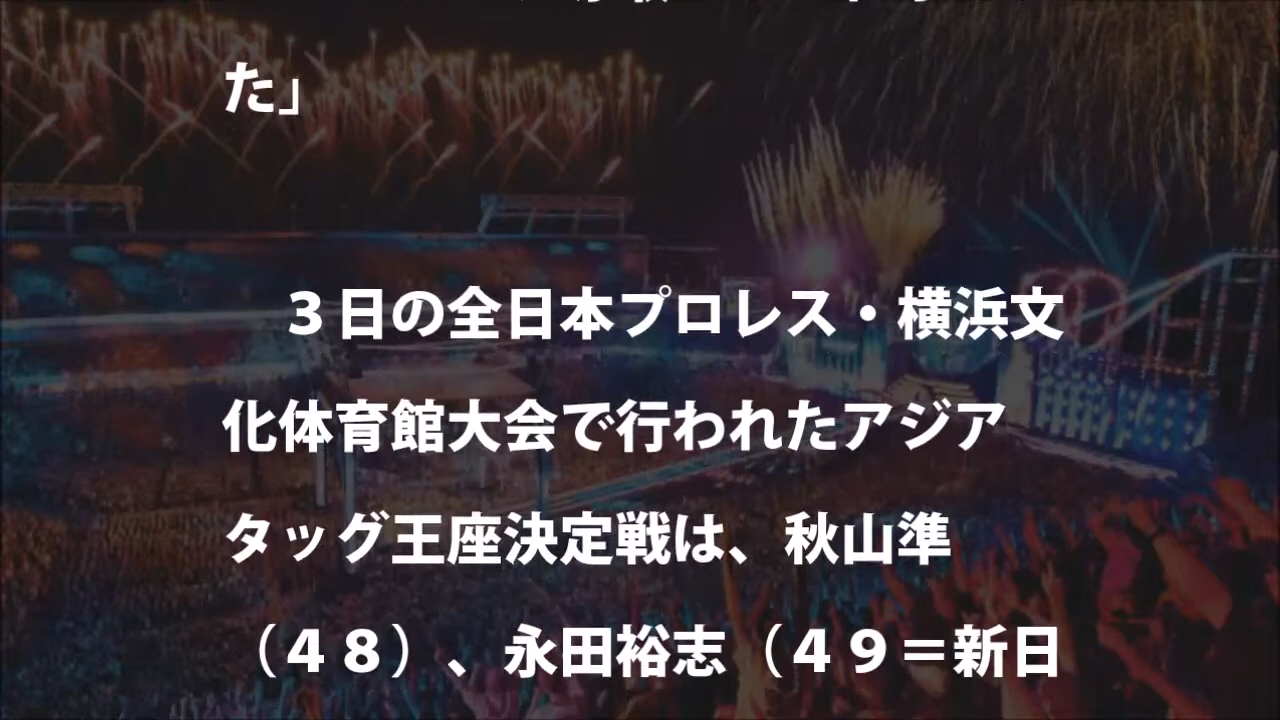 た」
　３日の全日本プロレス・横浜文
化体育館大会で行われたアジア
タッグ王座決定戦は、秋山準
（４８）、永田裕志（４９＝新日